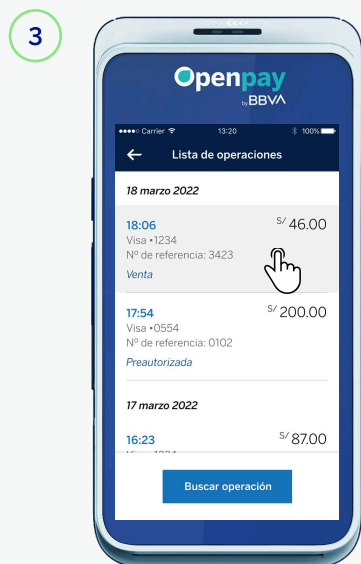 3
Openpay
by BBVA
Carrier 13:20 100%
Lista de operaciones
18 marzo 2022
18:06 S/ 46.00
Visa •1234
Nº de referencia: 3423
Venta
17:54 S/ 200.00
Visa •0554
Nº de referencia: 0102
Preautorizada
17 marzo 2022
16:23 S/ 87.00
Buscar operación